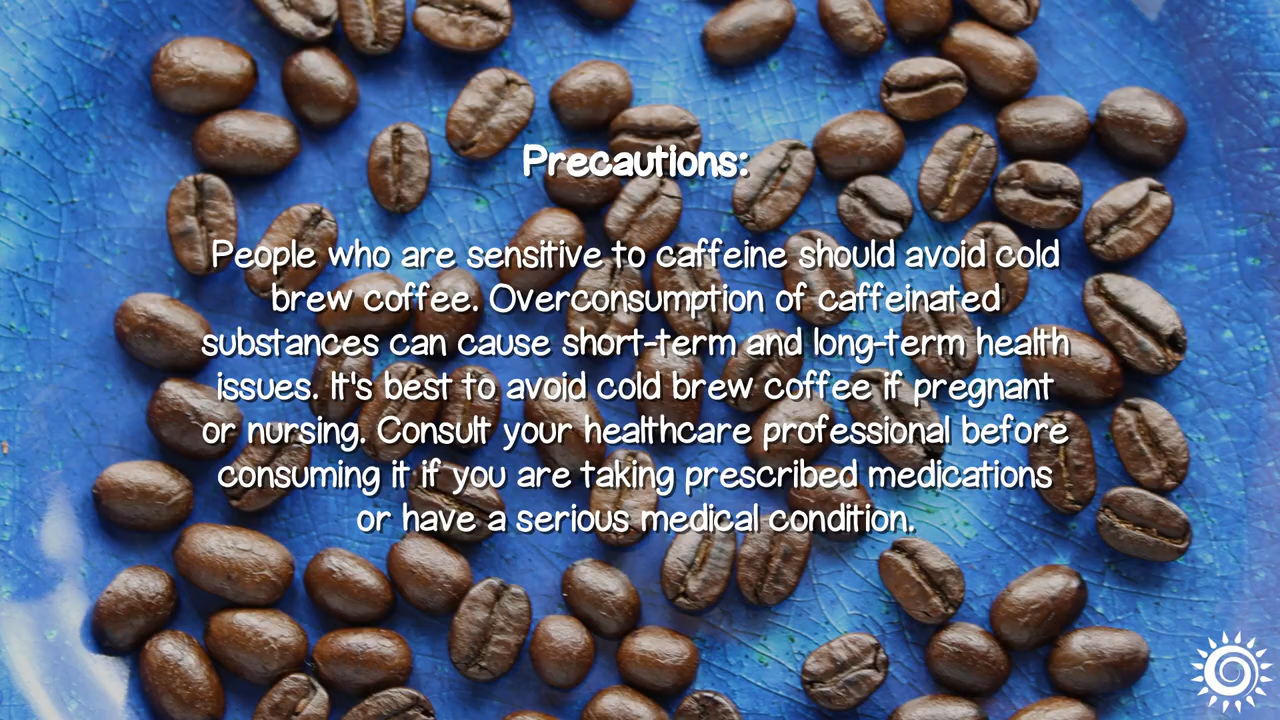 Precautions:
People who are sensitive to caffeine should avoid cold
brew coffee. Overconsumption of caffeinated
substances can cause short-term and long-term health
issues. It's best to avoid cold brew coffee if pregnant
or nursing. Consult your healthcare professional before
consuming it if you are taking prescribed medications
or have a serious medical condition.